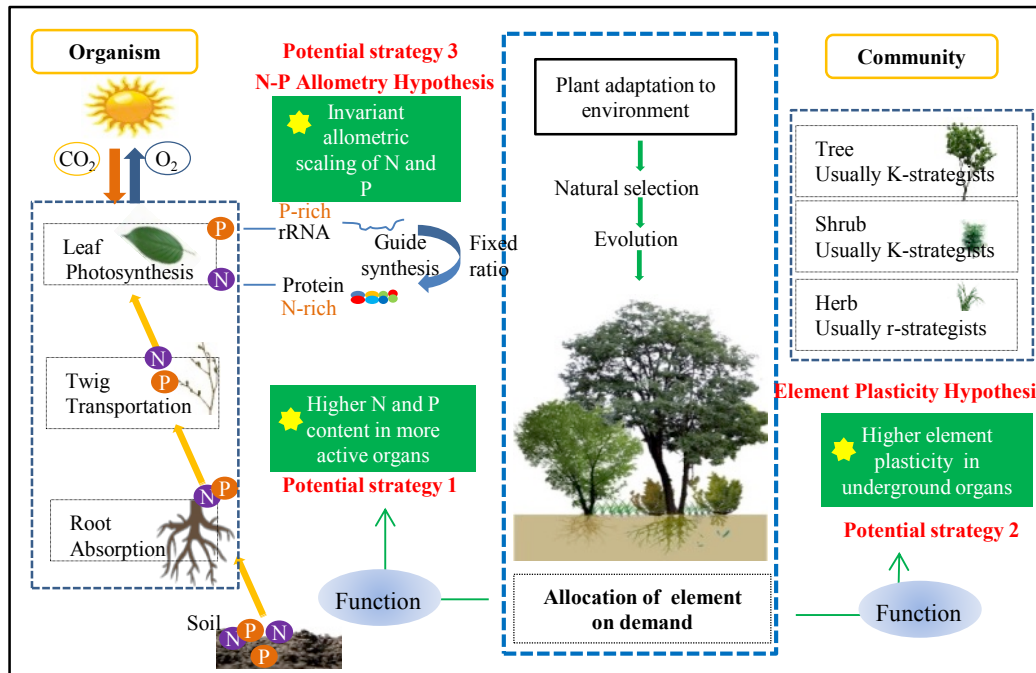 Organism
CO2
O2
Leaf
Photosynthesis
P
N
N
P
Twig
Transportation
N
P
Root
Absorption
Soil
N
P
N
P
Potential strategy 3
N-P Allometry Hypothesis
Invariant
allometric
scaling of N and
P
P-rich
rRNA
Guide
synthesis
Fixed
ratio
Protein
N-rich
Higher N and P
content in more
active organs
Potential strategy 1
Function
Plant adaptation to
environment
Natural selection
Evolution
Allocation of element
on demand
Community
Tree
Usually K-strategists
Shrub
Usually K-strategists
Herb
Usually r-strategists
Element Plasticity Hypothesis
Higher element
plasticity in
underground organs
Potential strategy 2
Function